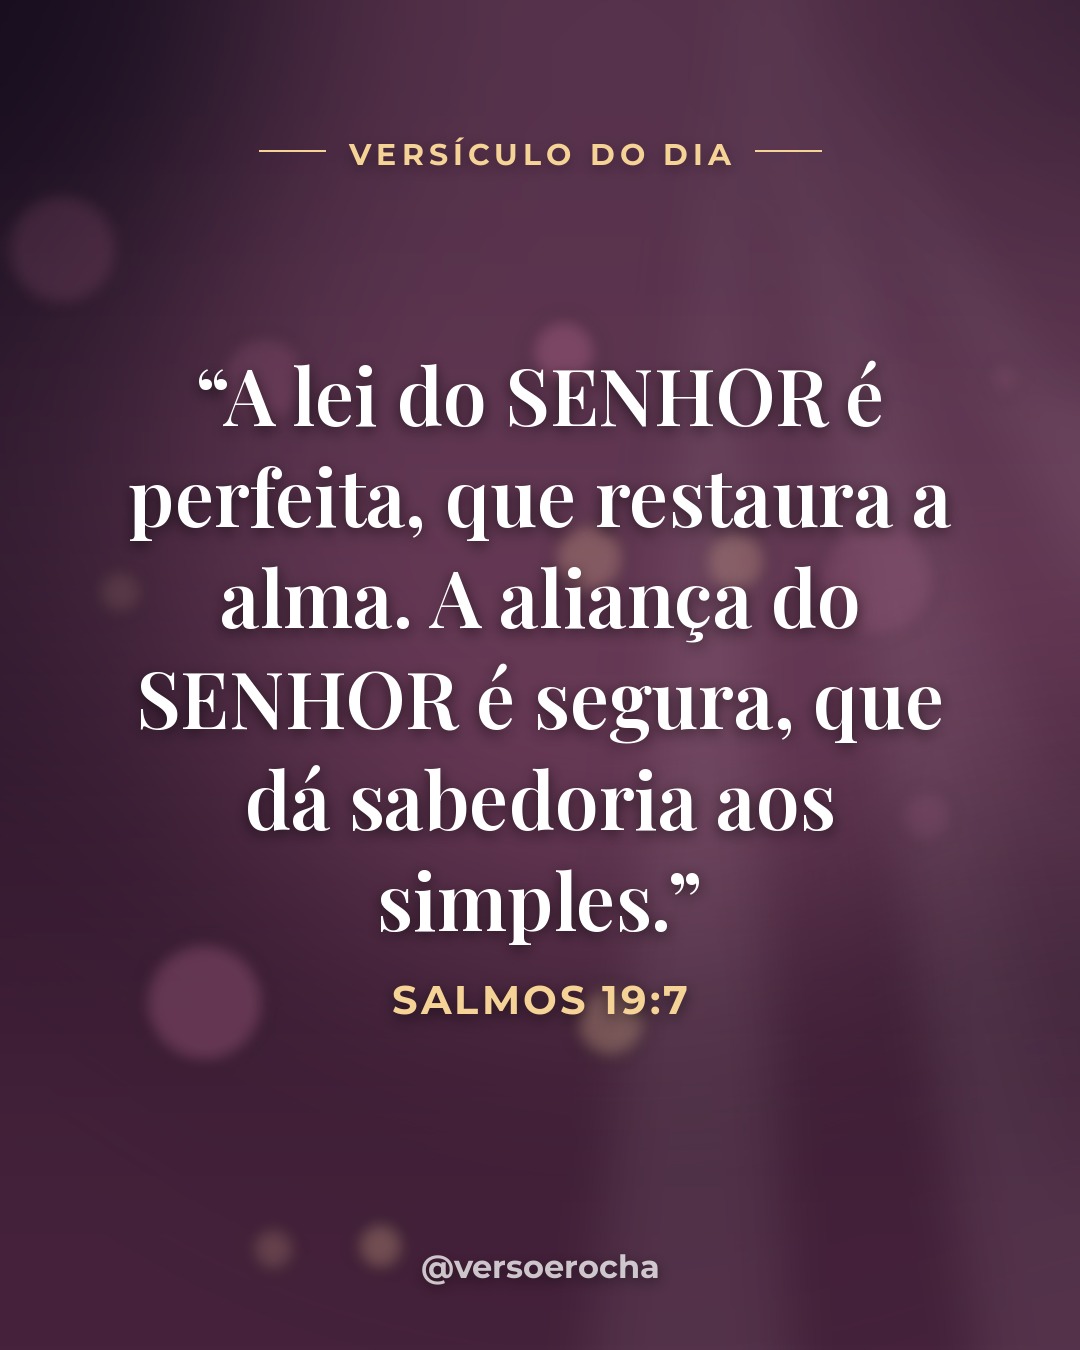 VERSÍCULO DO DIA
“A lei do SENHOR é
perfeita, que restaura a
alma. A aliança do
SENHOR é segura, que
dá sabedoria aos
simples.”
SALMOS 19:7
@versoerocha